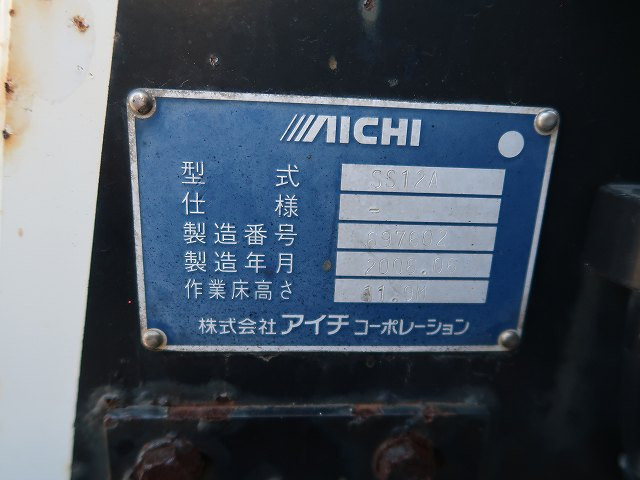 AICHI
型式 SS12A
仕様 -
製造番号
製造年月
作業床高さ
株式会社アイチコーポレーション